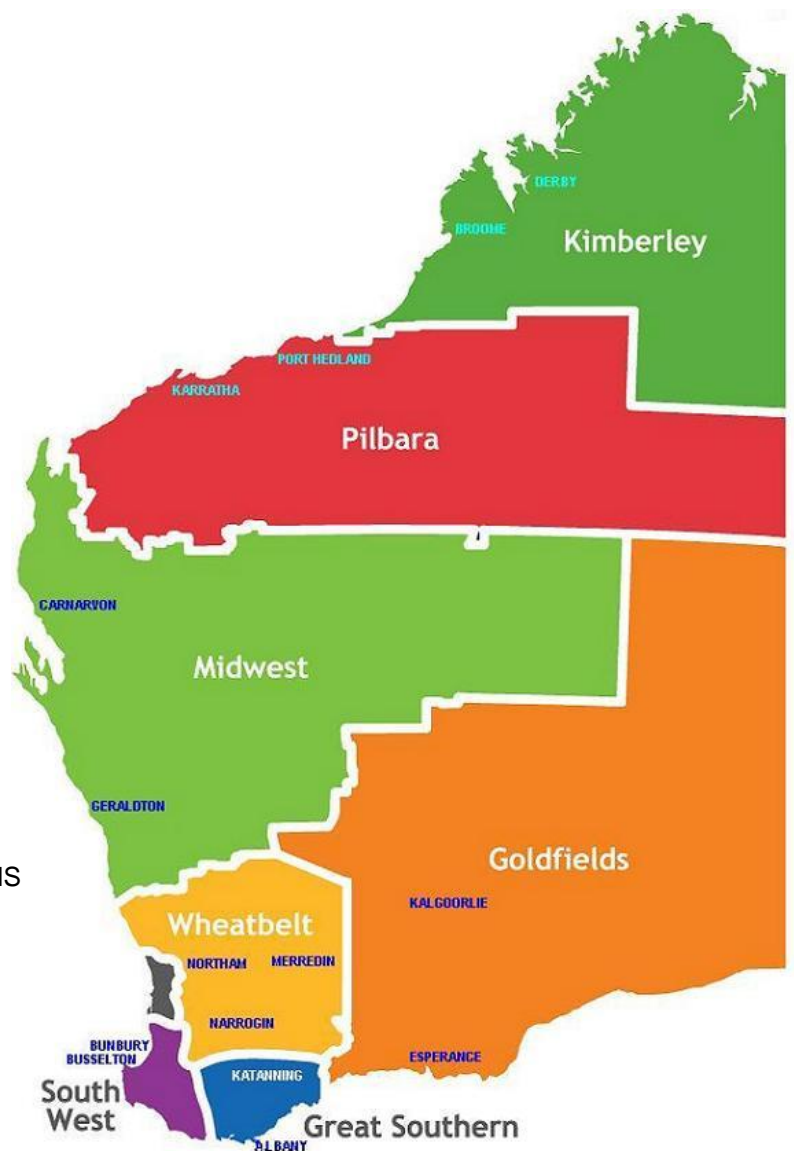 DERBY
BROOME
Kimberley
PORT HEDLAND
KARRATHA
Pilbara
CARNARVON
Midwest
GERALDTON
Goldfields
KALGOORLIE
Wheatbelt
NORTHAM
MERREDIN
NARROGIN
BUNBURY
BUSSELTON
ESPERANCE
KATANNING
South
West
Great Southern
ALBANY